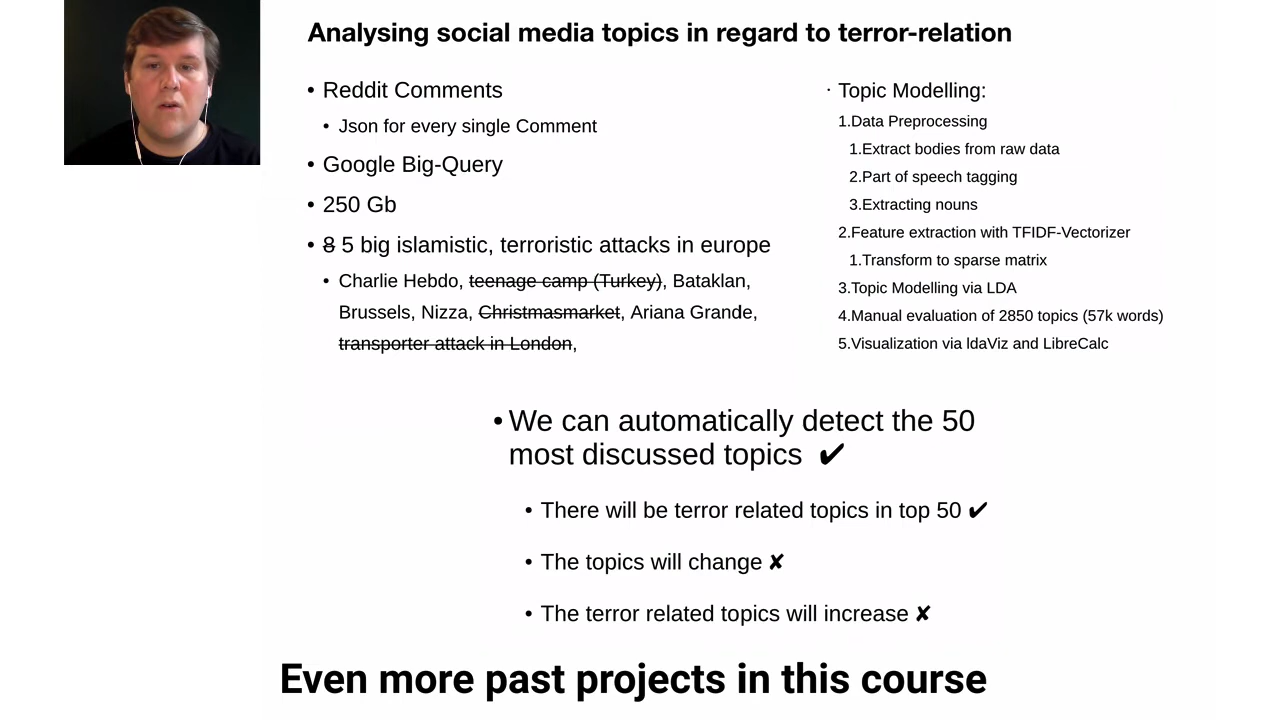 Analysing social media topics in regard to terror-relation
• Reddit Comments
• Json for every single Comment
• Google Big-Query
• 250 Gb
• 8 5 big islamistic, terroristic attacks in europe
• Charlie Hebdo, teenage camp (Turkey), Bataklan,
Brussels, Nizza, Christmasmarket, Ariana Grande,
transporter attack in London,
· Topic Modelling:
1.Data Preprocessing
1.Extract bodies from raw data
2.Part of speech tagging
3.Extracting nouns
2.Feature extraction with TFIDF-Vectorizer
1.Transform to sparse matrix
3.Topic Modelling via LDA
4.Manual evaluation of 2850 topics (57k words)
5.Visualization via ldaViz and LibreCalc
• We can automatically detect the 50
most discussed topics ✔
• There will be terror related topics in top 50 ✔
• The topics will change ✘
• The terror related topics will increase ✘
Even more past projects in this course